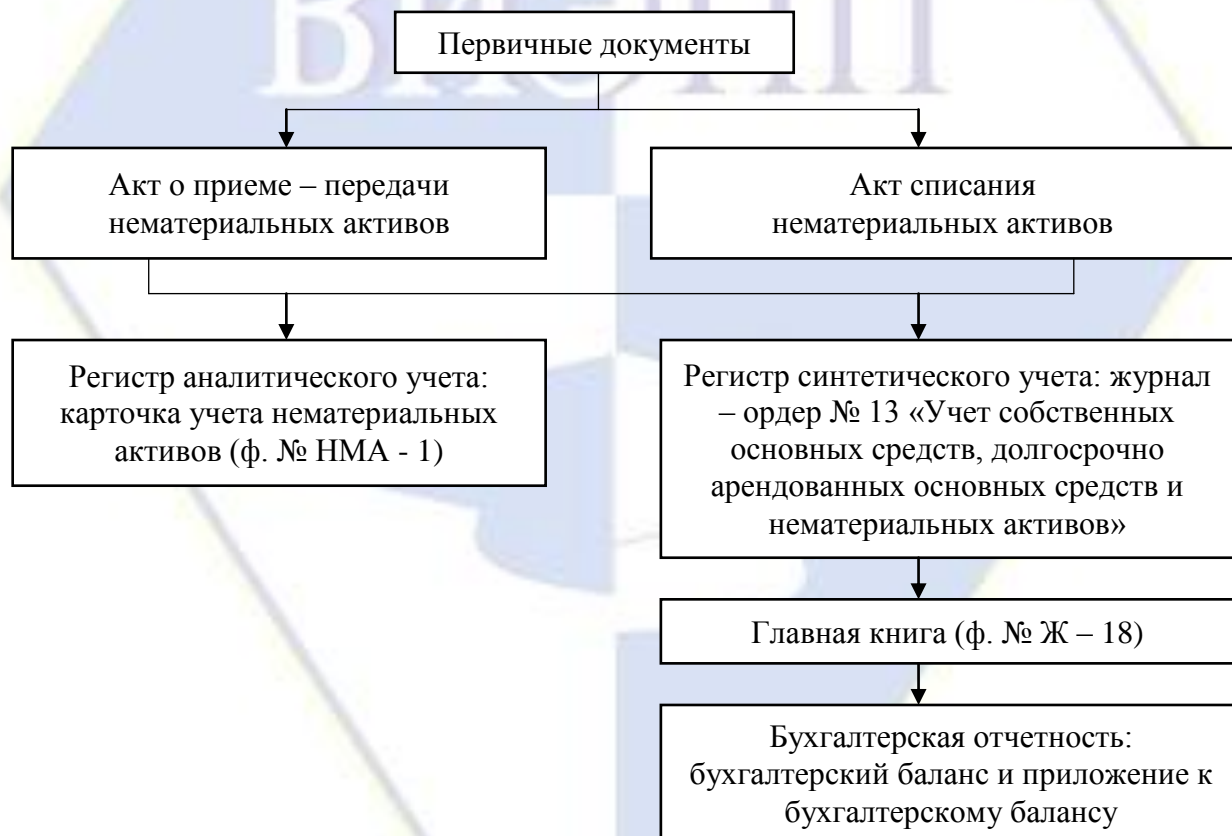 ВИЭПП
Первичные документы
Акт о приеме – передачи
нематериальных активов
Акт списания
нематериальных активов
Регистр аналитического учета:
карточка учета нематериальных
активов (ф. № НМА - 1)
Регистр синтетического учета: журнал
– ордер № 13 «Учет собственных
основных средств, долгосрочно
арендованных основных средств и
нематериальных активов»
Главная книга (ф. № Ж – 18)
Бухгалтерская отчетность:
бухгалтерский баланс и приложение к
бухгалтерскому балансу